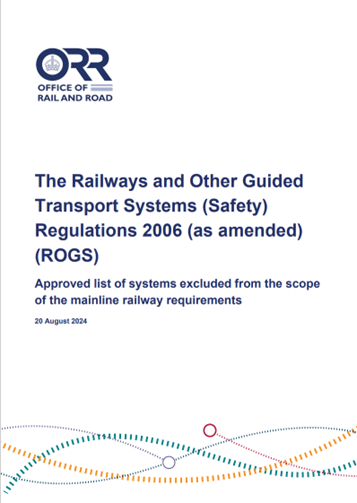 ORR
OFFICE OF
RAIL AND ROAD
The Railways and Other Guided
Transport Systems (Safety)
Regulations 2006 (as amended)
(ROGS)
Approved list of systems excluded from the scope
of the mainline railway requirements
20 August 2024